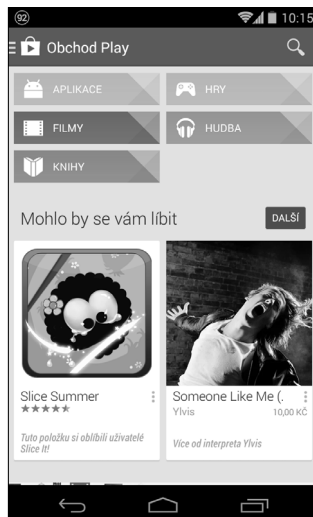 92
10:15
Obchod Play
APLIKACE
HRY
FILMY
HUDBA
KNIHY
Mohlo by se vám líbit
DALŠÍ
Slice Summer
Tuto položku si oblíbili uživatelé
Slice It!
Someone Like Me (.
Ylvis
10,00 KČ
Více od interpreta Ylvis